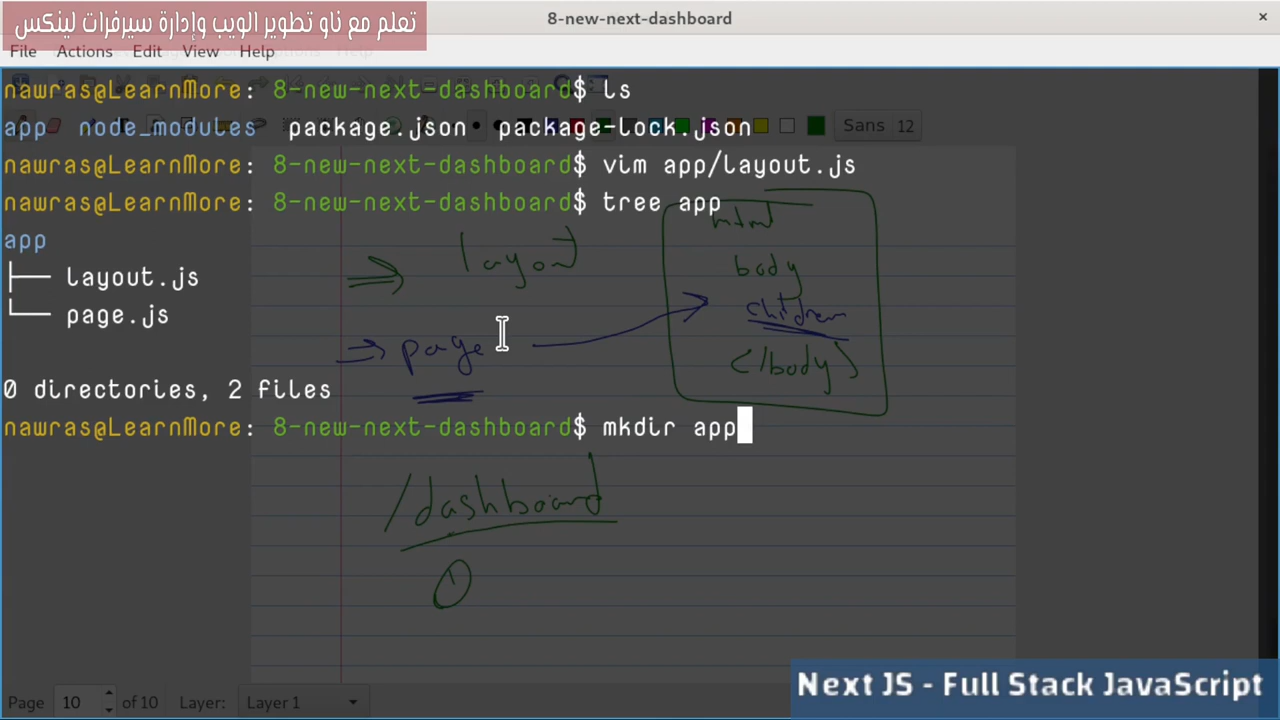 تعلم مع ناو تطوير الويب وإدارة سيرفرات لينكس
8-new-next-dashboard
×
File Actions Edit View Help
nawras@LearnMore: 8-new-next-dashboard$ ls
app node_modules package.json package-lock.json
Sans 12
nawras@LearnMore: 8-new-next-dashboard$ vim app/layout.js
nawras@LearnMore: 8-new-next-dashboard$ tree app
app
├── layout.js
└── page.js
0 directories, 2 files
nawras@LearnMore: 8-new-next-dashboard$ mkdir app
layout
page
html
body
children
</body>
/dashboard
1
Page 10 of 10 Layer: Layer 1
Next JS - Full Stack JavaScript